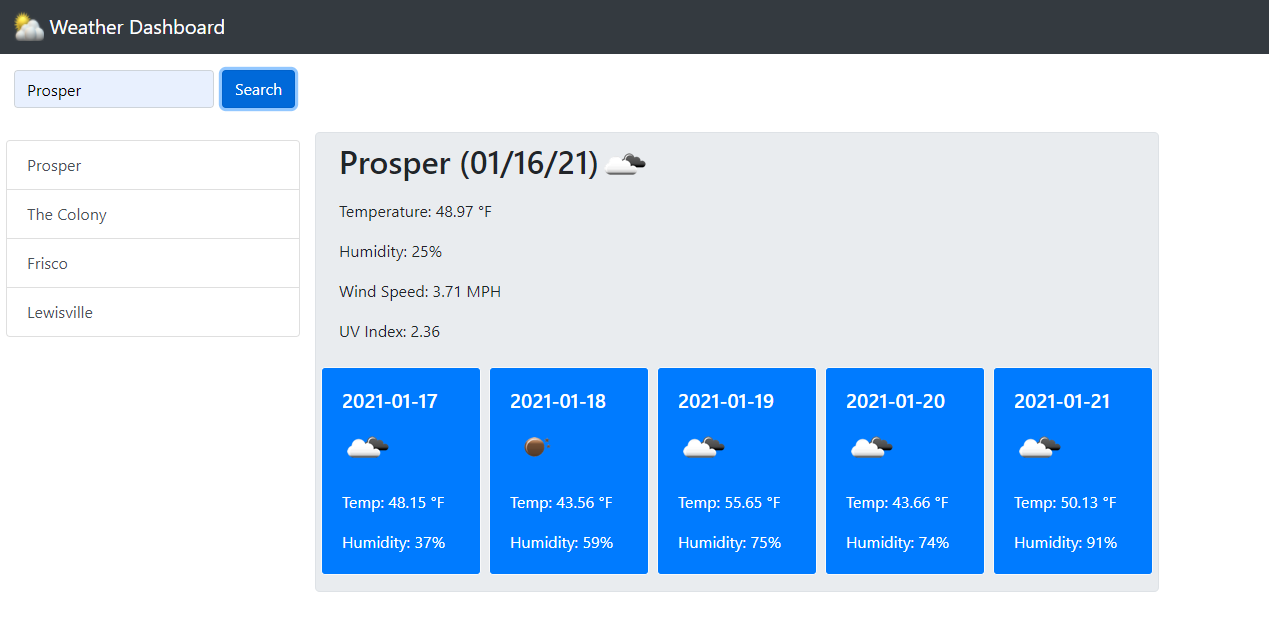 Weather Dashboard
Prosper
Search
Prosper
The Colony
Frisco
Lewisville
Prosper (01/16/21)
Temperature: 48.97 °F
Humidity: 25%
Wind Speed: 3.71 MPH
UV Index: 2.36
2021-01-17
Temp: 48.15 °F
Humidity: 37%
2021-01-18
Temp: 43.56 °F
Humidity: 59%
2021-01-19
Temp: 55.65 °F
Humidity: 75%
2021-01-20
Temp: 43.66 °F
Humidity: 74%
2021-01-21
Temp: 50.13 °F
Humidity: 91%